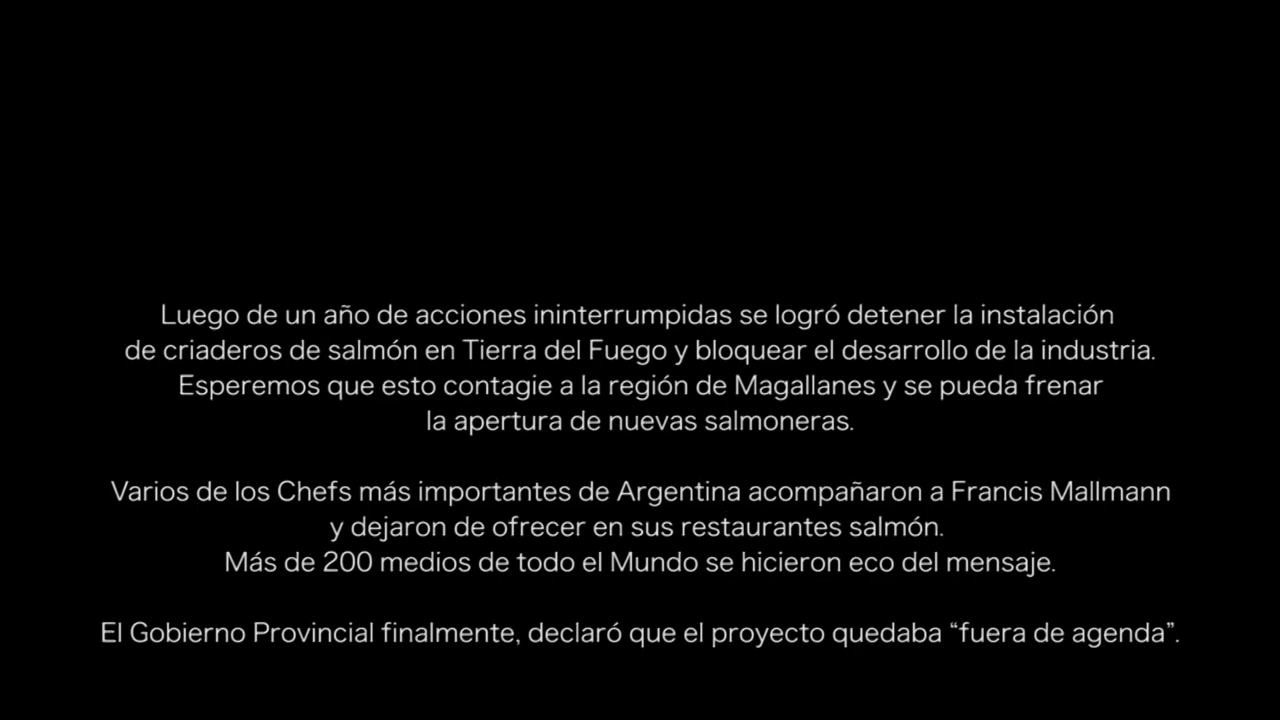 Luego de un año de acciones ininterrumpidas se logró detener la instalación
de criaderos de salmón en Tierra del Fuego y bloquear el desarrollo de la industria.
Esperemos que esto contagie a la región de Magallanes y se pueda frenar
la apertura de nuevas salmoneras.
Varios de los Chefs más importantes de Argentina acompañaron a Francis Mallmann
y dejaron de ofrecer en sus restaurantes salmón.
Más de 200 medios de todo el Mundo se hicieron eco del mensaje.
El Gobierno Provincial finalmente, declaró que el proyecto quedaba “fuera de agenda”.